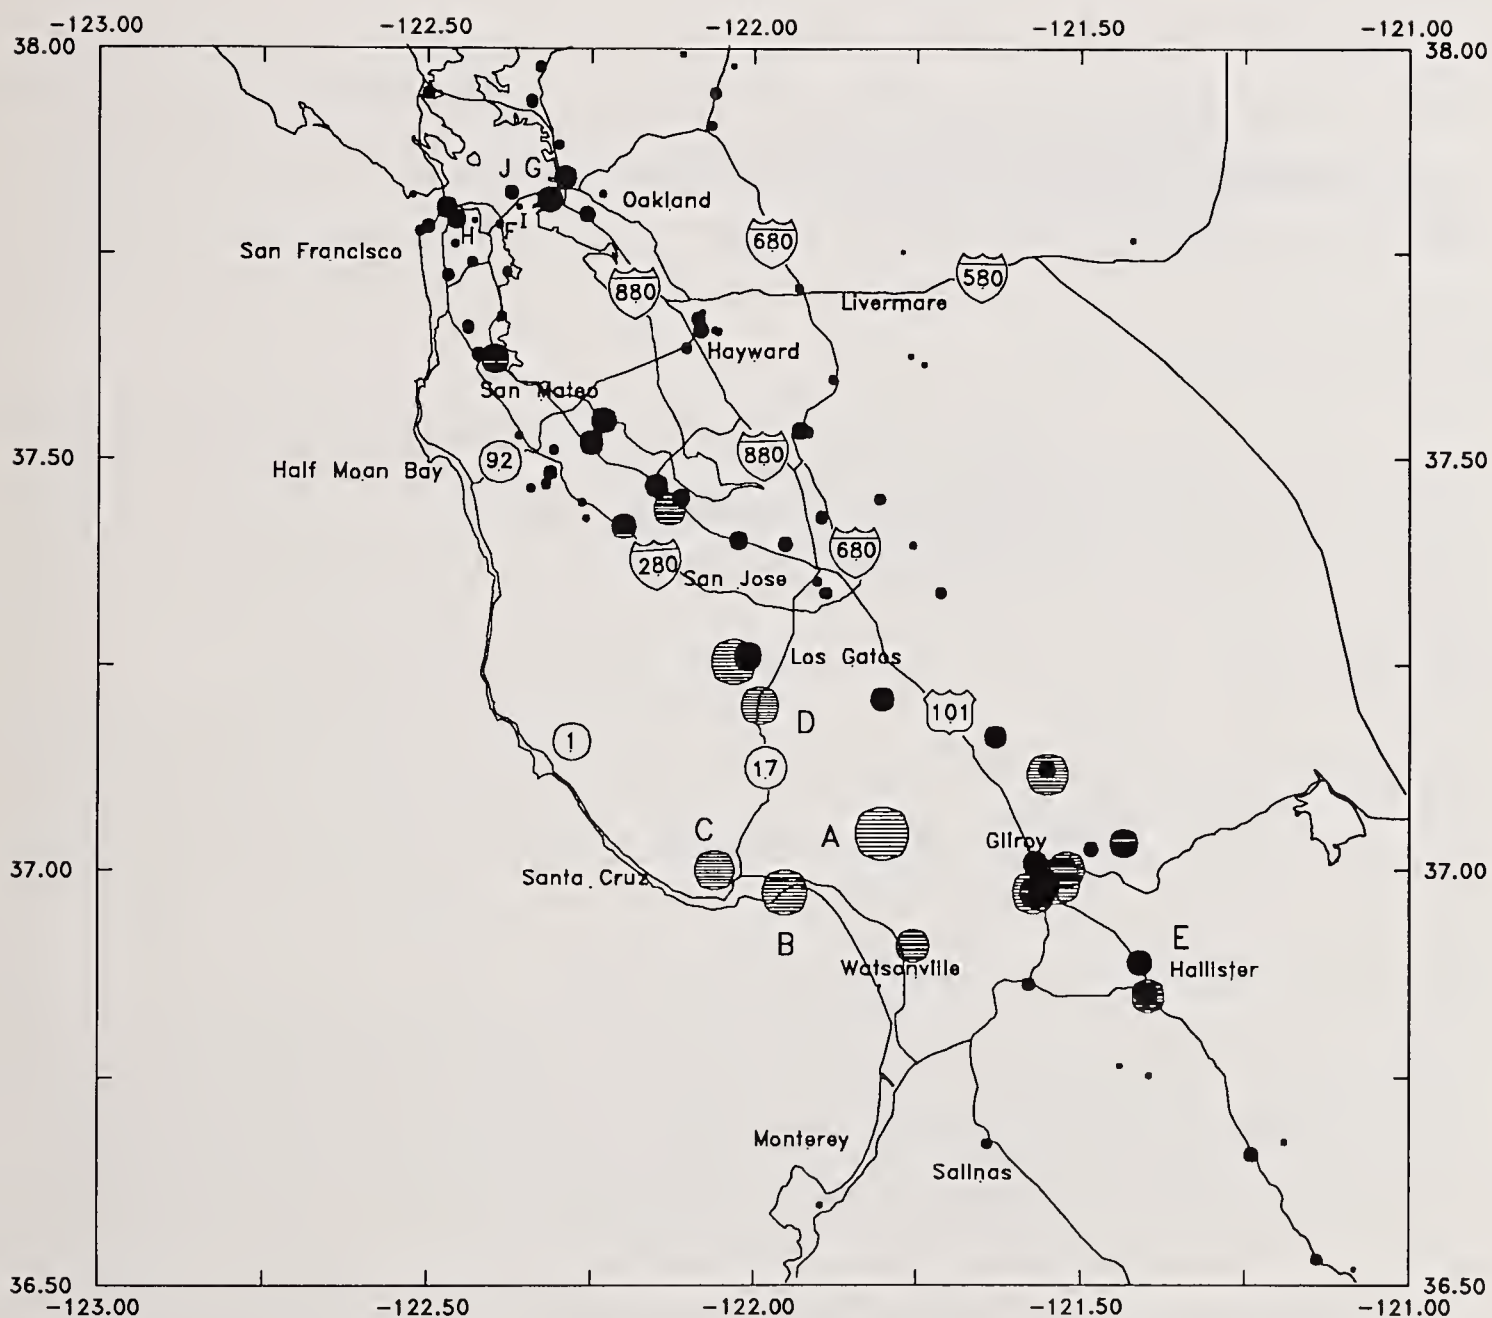 -123.00 -122.50 -122.00 -121.50 -121.00
38.00 38.00
J G
Oakland
H F I
San Francisco
680
580
880
Livermare
Hayward
San Mateo
37.50 37.50
92
880
Half Moan Bay
680
280
San Jose
Los Gatos
D
101
1
17
C
A
Gilroy
37.00 37.00
Santa Cruz
B
E
Watsonville
Hallister
Monterey
Salinas
36.50 36.50
-123.00 -122.50 -122.00 -121.50 -121.00